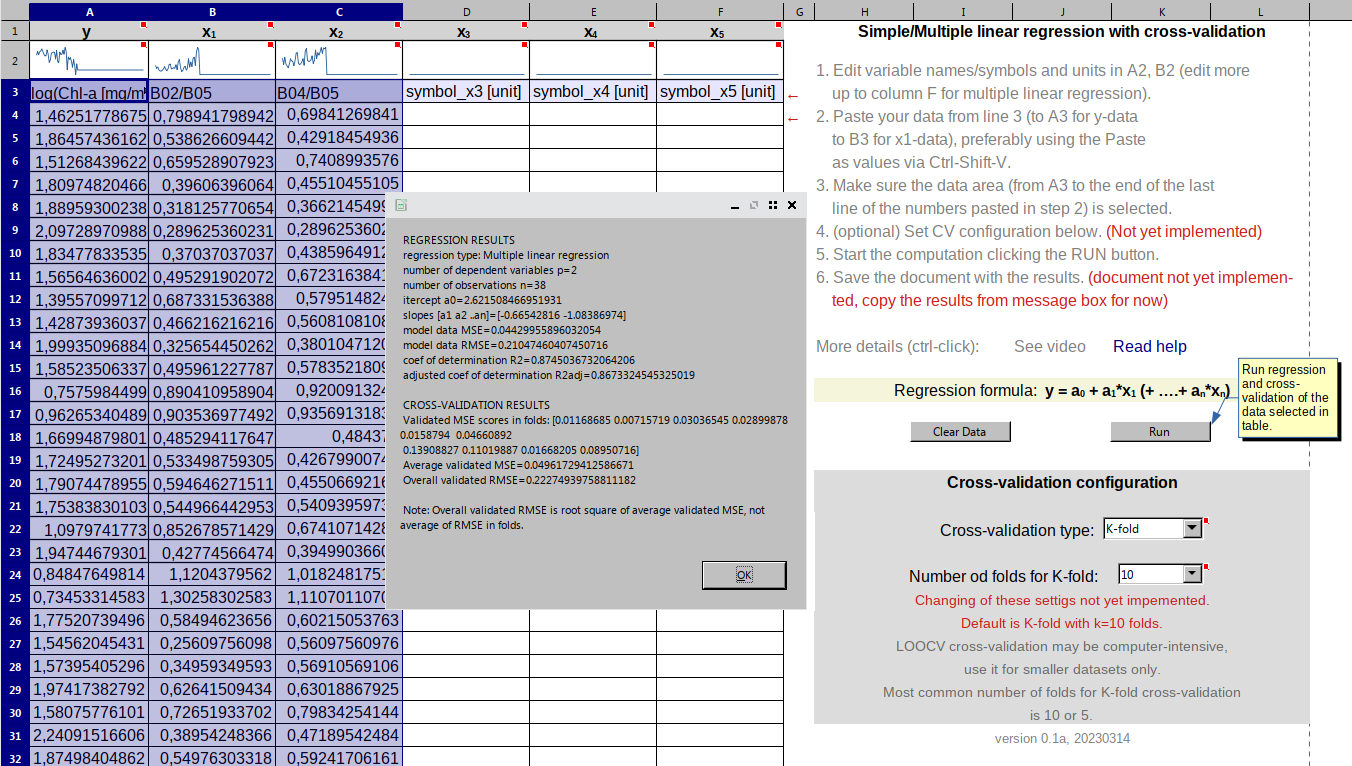 A B C D E F G H I J K L
1 y x₁ x₂ x₃ x₄ x₅
2
3 log(Chl-a [mg/m B02/B05 B04/B05 symbol_x3 [unit] symbol_x4 [unit] symbol_x5 [unit] ←
4 1,46251778675 0,798941798942 0,69841269841 ←
5 1,86457436162 0,538626609442 0,42918454936
6 1,51268439622 0,659528907923 0,7408993576
7 1,80974820466 0,39606396064 0,45510455105
8 1,88959300238 0,318125770654 0,3662145499
9 2,09728970988 0,289625360231 0,2896253602
10 1,83477833535 0,37037037037 0,4385964912
11 1,56564636002 0,495291902072 0,6723163841
12 1,39557099712 0,687331536388 0,579514824
13 1,42873936037 0,466216216216 0,5608108108
14 1,99935096884 0,325654450262 0,3801047120
15 1,58523506337 0,495961227787 0,5783521809
16 0,7575984499 0,890410958904 0,920091324
17 0,96265340489 0,903536977492 0,9356913183
18 1,66994879801 0,485294117647 0,48437
19 1,72495273201 0,533498759305 0,4267990074
20 1,79074478955 0,594646271511 0,4550669216
21 1,75383830103 0,544966442953 0,5409395973
22 1,0979741773 0,852678571429 0,6741071428
23 1,94744679301 0,42774566474 0,3949903660
24 0,84847649814 1,1204379562 1,0182481751
25 0,73453314583 1,30258302583 1,1107011070
26 1,77520739496 0,58494623656 0,60215053763
27 1,54562045431 0,25609756098 0,56097560976
28 1,57395405296 0,34959349593 0,56910569106
29 1,97417382792 0,62641509434 0,63018867925
30 1,58075776101 0,72651933702 0,79834254144
31 2,24091516606 0,38954248366 0,47189542484
32 1,87498404862 0,54976303318 0,59241706161
REGRESSION RESULTS
regression type: Multiple linear regression
number of dependent variables p=2
number of observations n=38
itercept a0=2.621508466951931
slopes [a1 a2 ..an]=[-0.66542816 -1.08386974]
model data MSE=0.04429955896032054
model data RMSE=0.21047460407450716
coef of determination R2=0.8745036732064206
adjusted coef of determination R2adj=0.8673324545325019
CROSS-VALIDATION RESULTS
Validated MSE scores in folds: [0.01168685 0.00715719 0.03036545 0.02899878
0.0158794 0.04660892
0.13908827 0.11019887 0.01668205 0.08950716]
Average validated MSE=0.04961729412586671
Overall validated RMSE=0.22274939758811182
Note: Overall validated RMSE is root square of average validated MSE, not
average of RMSE in folds.
OK
Simple/Multiple linear regression with cross-validation
1. Edit variable names/symbols and units in A2, B2 (edit more
up to column F for multiple linear regression).
2. Paste your data from line 3 (to A3 for y-data
to B3 for x1-data), preferably using the Paste
as values via Ctrl-Shift-V.
3. Make sure the data area (from A3 to the end of the last
line of the numbers pasted in step 2) is selected.
4. (optional) Set CV configuration below. (Not yet implemented)
5. Start the computation clicking the RUN button.
6. Save the document with the results. (document not yet implemen-
ted, copy the results from message box for now)
More details (ctrl-click): See video Read help
Regression formula: y = a₀ + a₁*x₁ (+ ….+ aₙ*xₙ)
Clear Data Run
Run regression
and cross-
validation of the
data selected in
table.
Cross-validation configuration
Cross-validation type: K-fold
Number od folds for K-fold: 10
Changing of these settigs not yet impemented.
Default is K-fold with k=10 folds.
LOOCV cross-validation may be computer-intensive,
use it for smaller datasets only.
Most common number of folds for K-fold cross-validation
is 10 or 5.
version 0.1a, 20230314